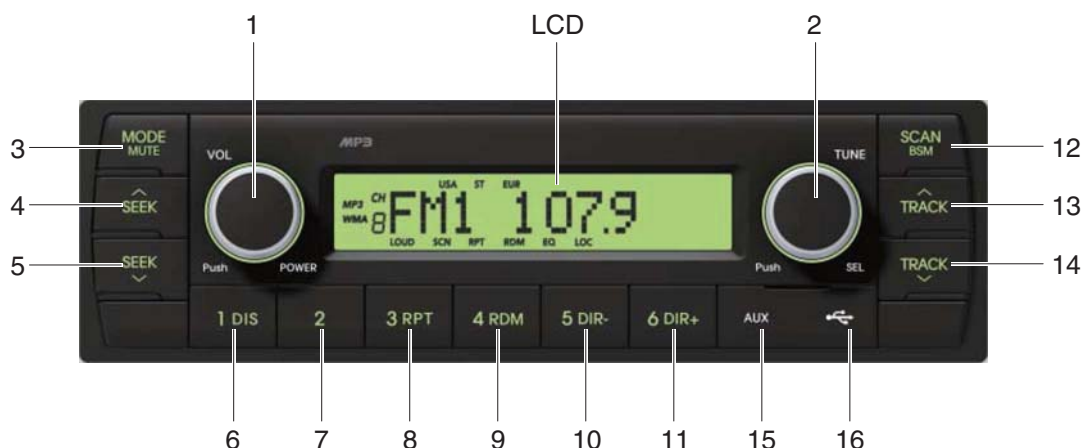 1 LCD 2
MODE
MUTE
VOL
MP3
TUNE
SCAN
BSM
3
12
USA ST EUR
MP3 CH
WMA 8
FM1 107.9
LOUD SCN RPT RDM EQ LOC
4
SEEK
TRACK
13
5
SEEK
Push POWER
Push SEL
TRACK
14
1 DIS 2 3 RPT 4 RDM 5 DIR- 6 DIR+ AUX
6 7 8 9 10 11 15 16